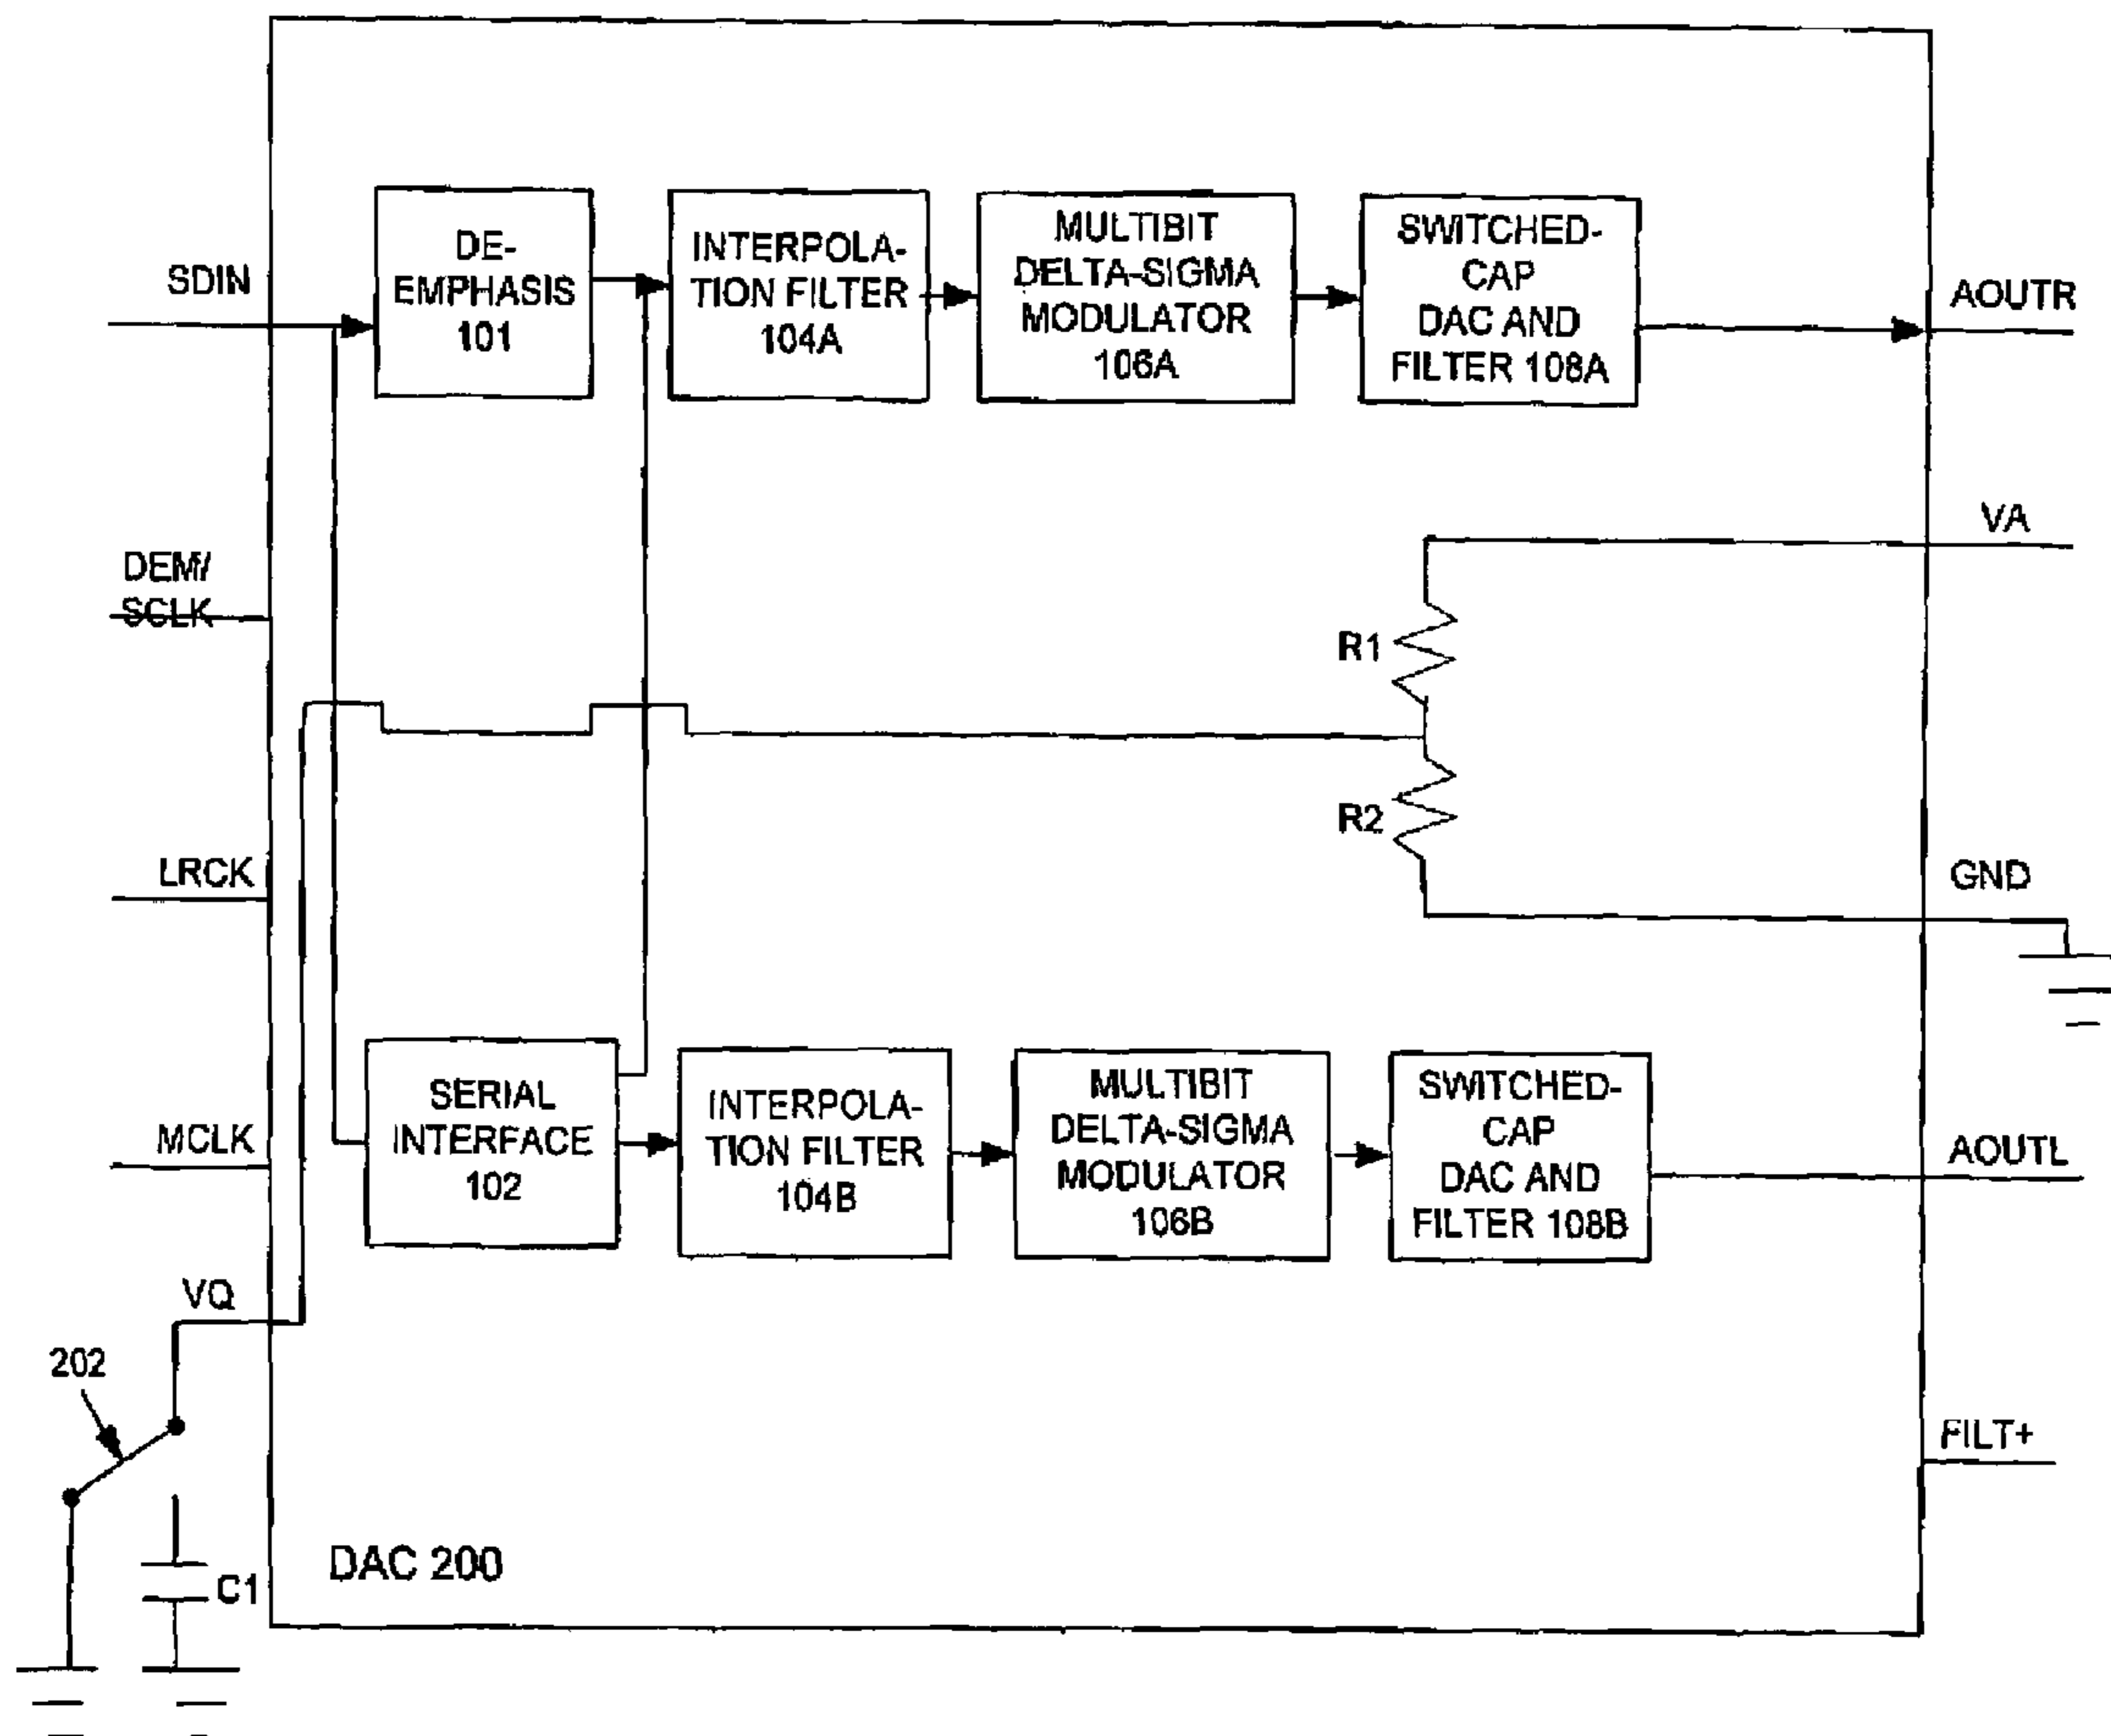 SDIN
DE-
EMPHASIS
101
INTERPOLA-
TION FILTER
104A
MULTIBIT
DELTA-SIGMA
MODULATOR
106A
SWITCHED-
CAP
DAC AND
FILTER 108A
AOUTR
VA
DEM/
SCLK
R1
R2
LRCK
GND
MCLK
SERIAL
INTERFACE
102
INTERPOLA-
TION FILTER
104B
MULTIBIT
DELTA-SIGMA
MODULATOR
106B
SWITCHED-
CAP
DAC AND
FILTER 108B
AOUTL
VQ
202
FILT+
DAC 200
C1